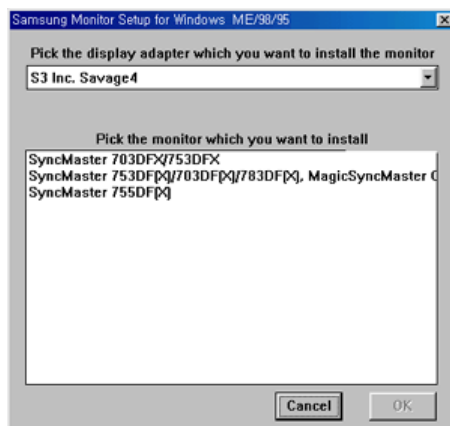 Samsung Monitor Setup for Windows  ME/98/95
Pick the display adapter which you want to install the monitor
S3 Inc. Savage4
Pick the monitor which you want to install
SyncMaster 703DFX/753DFX
SyncMaster 753DF[X]/703DF[X]/783DF[X], MagicSyncMaster
SyncMaster 755DF[X]
Cancel
OK